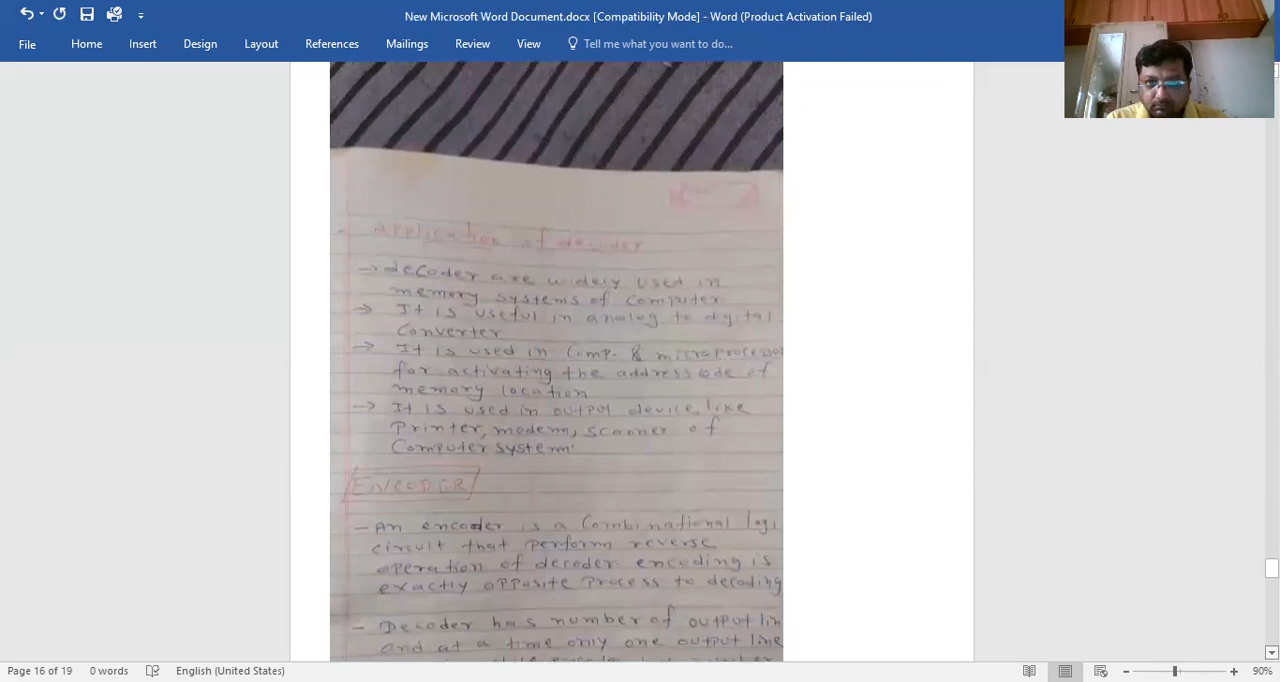 New Microsoft Word Document.docx [Compatibility Mode] - Word (Product Activation Failed)
File Home Insert Design Layout References Mailings Review View Tell me what you want to do...
Application of decoder
→ decoder are widely used in
memory systems of computer
→ It is useful in analog to digital
Converter
→ It is used in Comp. & microprocessor
for activating the address code of
memory location
→ It is used in output device like
Printer, modem, scanner of
Computer system.
ENCODER
- An encoder is a Combinational logi
circuit that perform reverse
operation of decoder encoding is
exactly opposite process to decoding
- Decoder has number of output lin
and at a time only one output line
Page 16 of 19 0 words English (United States) 90%